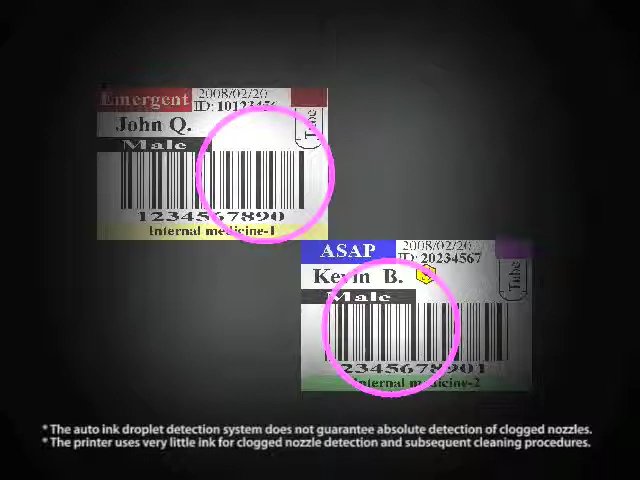 Emergent 2008/02/20
ID: 10123456
John Q.
Tube
Male
1234567890
Internal medicine-1
ASAP 2008/02/20
ID: 20234567
Kevin B.
Tube
Male
12345678901
Internal medicine-2
* The auto ink droplet detection system does not guarantee absolute detection of clogged nozzles.
* The printer uses very little ink for clogged nozzle detection and subsequent cleaning procedures.